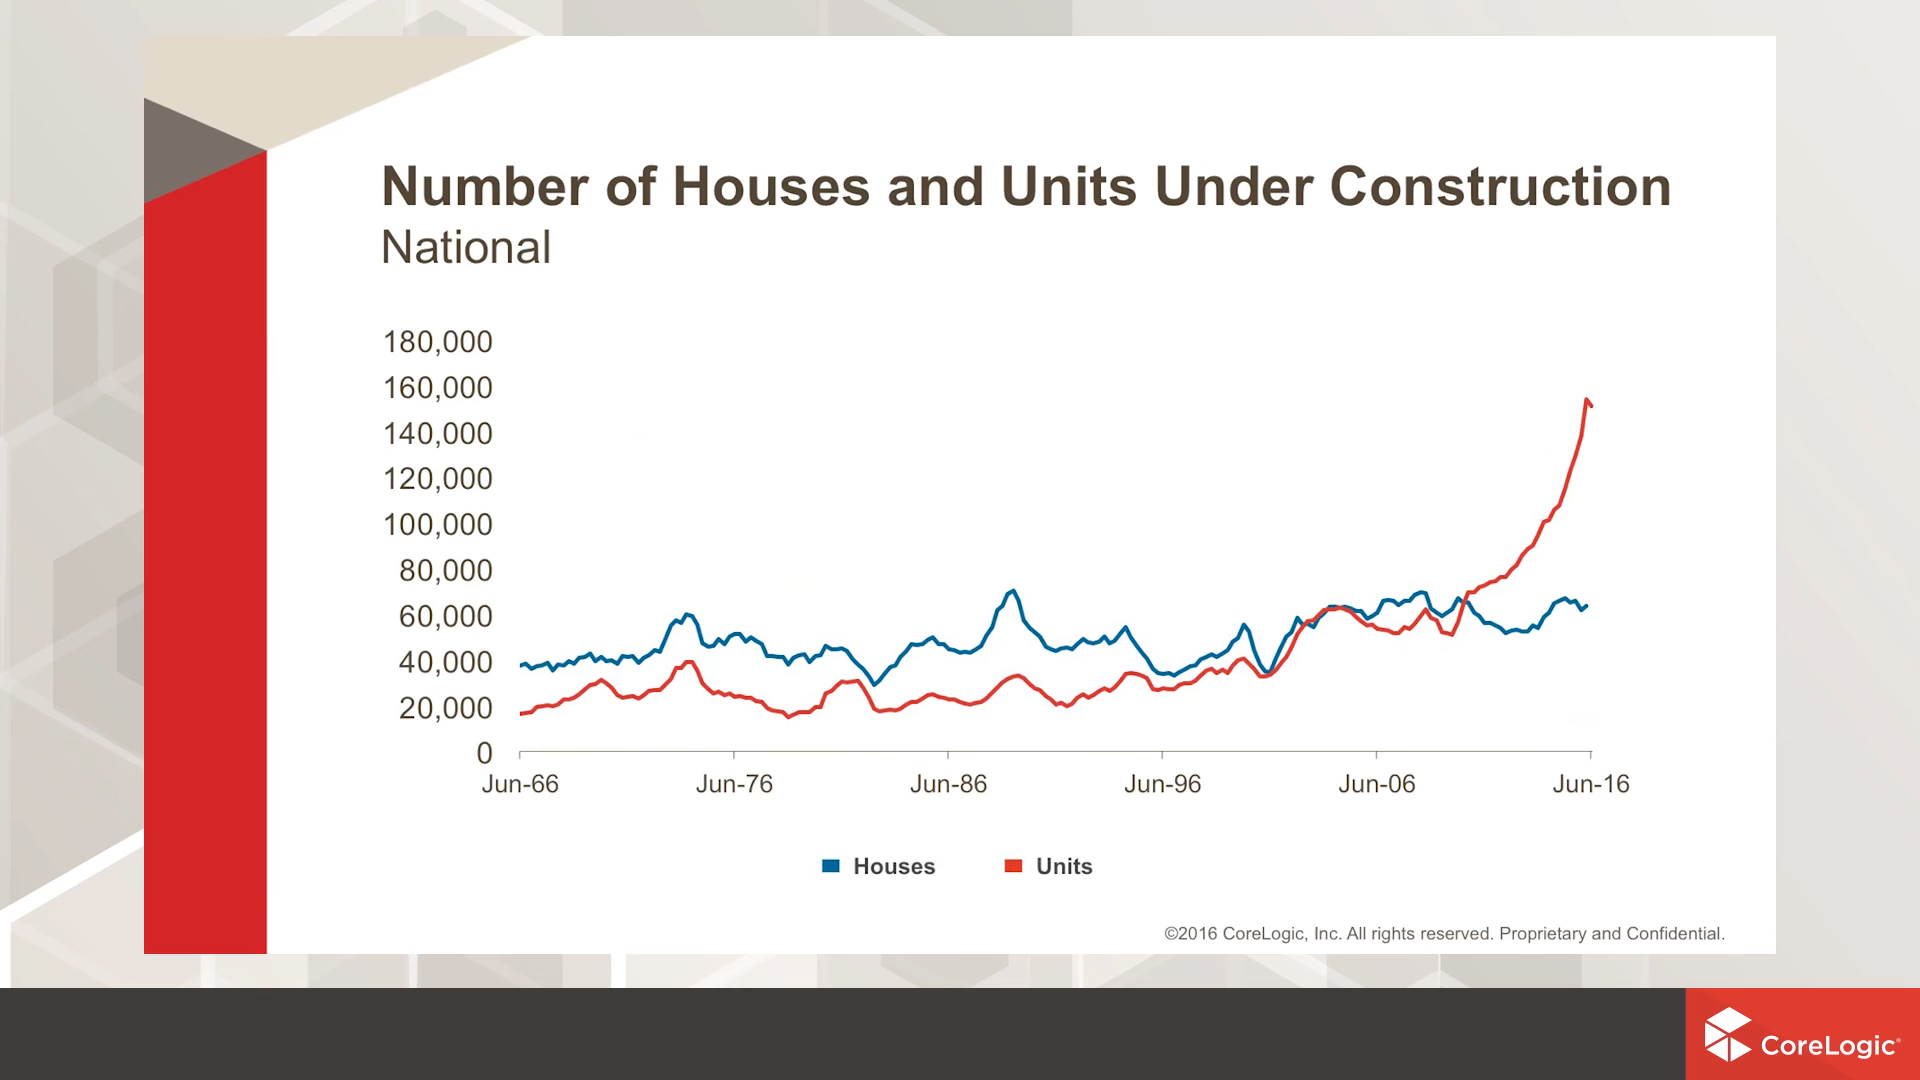 Number of Houses and Units Under Construction
National
180,000
160,000
140,000
120,000
100,000
80,000
60,000
40,000
20,000
0
Jun-66 Jun-76 Jun-86 Jun-96 Jun-06 Jun-16
Houses Units
©2016 CoreLogic, Inc. All rights reserved. Proprietary and Confidential.
CoreLogic